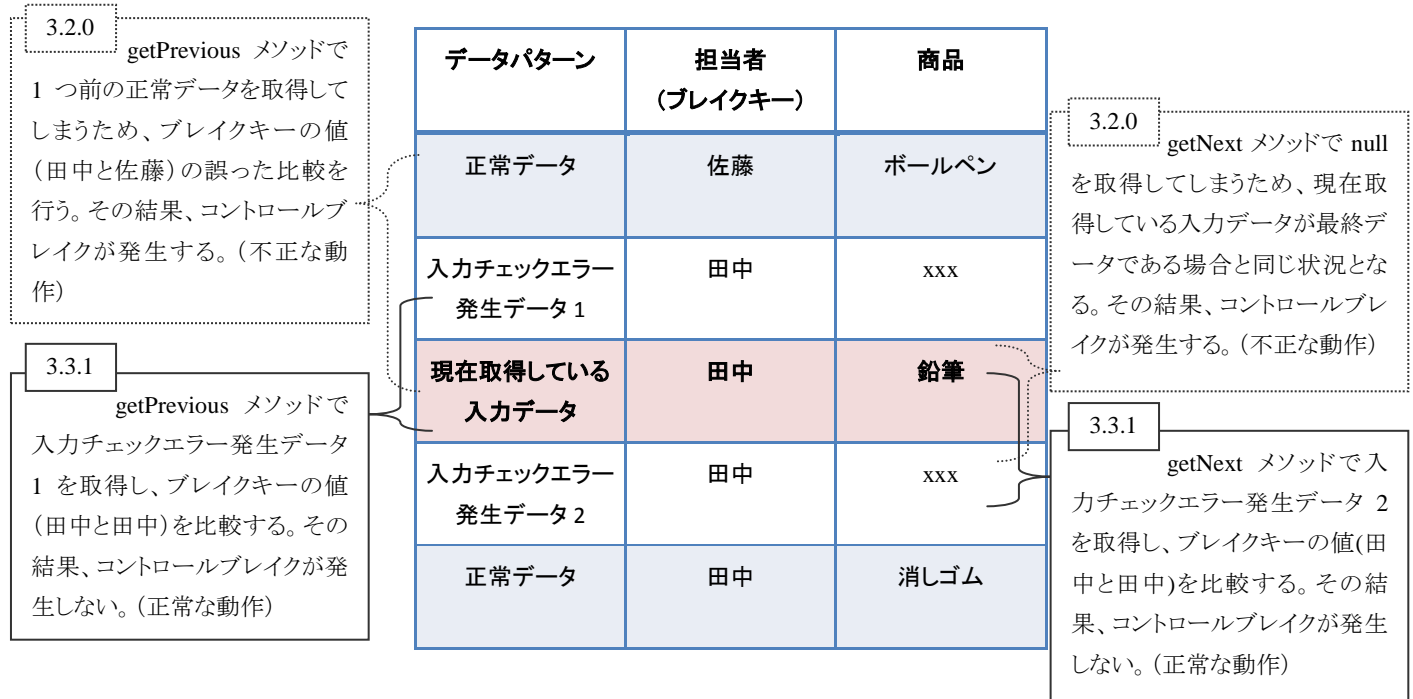 3.2.0
getPrevious メソッドで
1 つ前の正常データを取得して
しまうため、ブレイクキーの値
（田中と佐藤）の誤った比較を
行う。その結果、コントロールブ
レイクが発生する。（不正な動
作）
3.3.1
getPrevious メソッドで
入力チェックエラー発生データ
1 を取得し、ブレイクキーの値
（田中と田中）を比較する。その
結果、コントロールブレイクが発
生しない。（正常な動作）
データパターン 担当者 商品
（ブレイクキー）
正常データ 佐藤 ボールペン
入力チェックエラー 田中 xxx
発生データ 1
現在取得している 田中 鉛筆
入力データ
入力チェックエラー 田中 xxx
発生データ 2
正常データ 田中 消しゴム
3.2.0
getNext メソッドで null
を取得してしまうため、現在取
得している入力データが最終デ
ータである場合と同じ状況とな
る。その結果、コントロールブレ
イクが発生する。（不正な動作）
3.3.1
getNext メソッドで入
力チェックエラー発生データ 2
を取得し、ブレイクキーの値(田
中と田中)を比較する。その結
果、コントロールブレイクが発生
しない。（正常な動作）